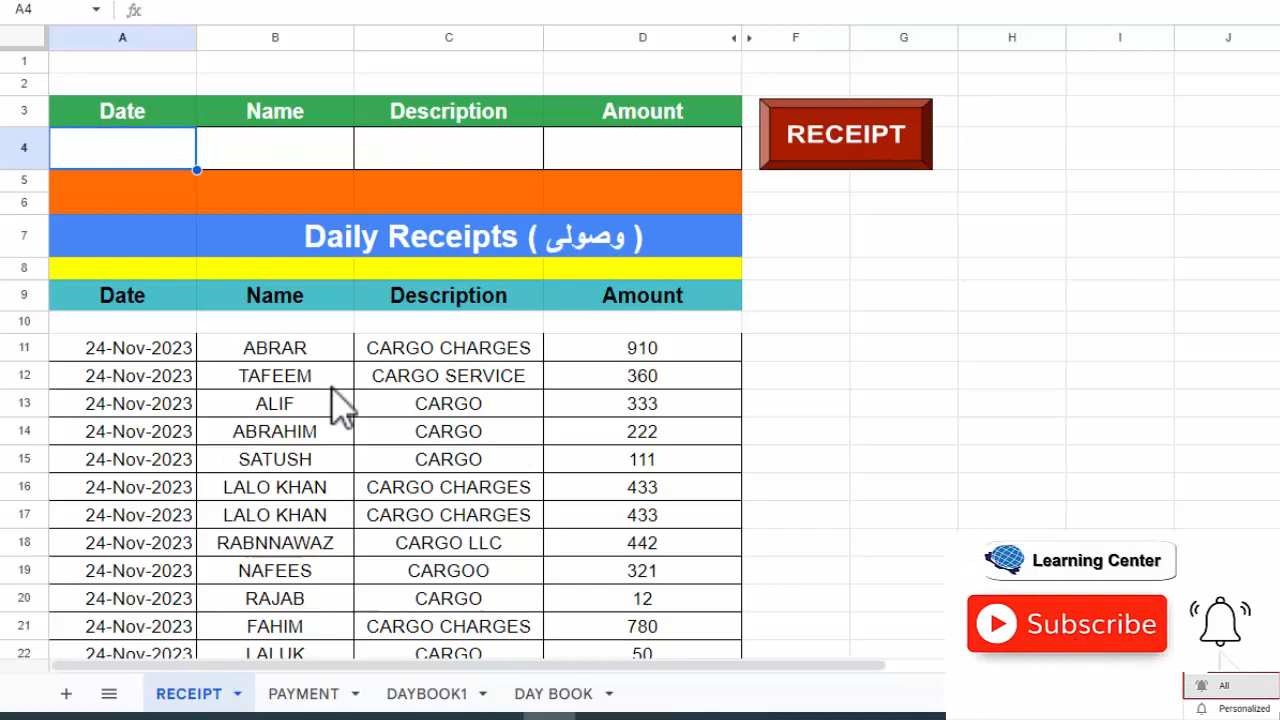 A4
fx
A B C D F G H I J
1
2
3 Date Name Description Amount
RECEIPT
4
5
6
7 Daily Receipts ( وصولی )
8
9 Date Name Description Amount
10
11 24-Nov-2023 ABRAR CARGO CHARGES 910
12 24-Nov-2023 TAFEEM CARGO SERVICE 360
13 24-Nov-2023 ALIF CARGO 333
14 24-Nov-2023 ABRAHIM CARGO 222
15 24-Nov-2023 SATUSH CARGO 111
16 24-Nov-2023 LALO KHAN CARGO CHARGES 433
17 24-Nov-2023 LALO KHAN CARGO CHARGES 433
18 24-Nov-2023 RABNNAWAZ CARGO LLC 442
19 24-Nov-2023 NAFEES CARGOO 321
20 24-Nov-2023 RAJAB CARGO 12
21 24-Nov-2023 FAHIM CARGO CHARGES 780
22 24-Nov-2023 LALUK CARGO 50
Learning Center
Subscribe
All
Personalized
RECEIPT PAYMENT DAYBOOK1 DAY BOOK